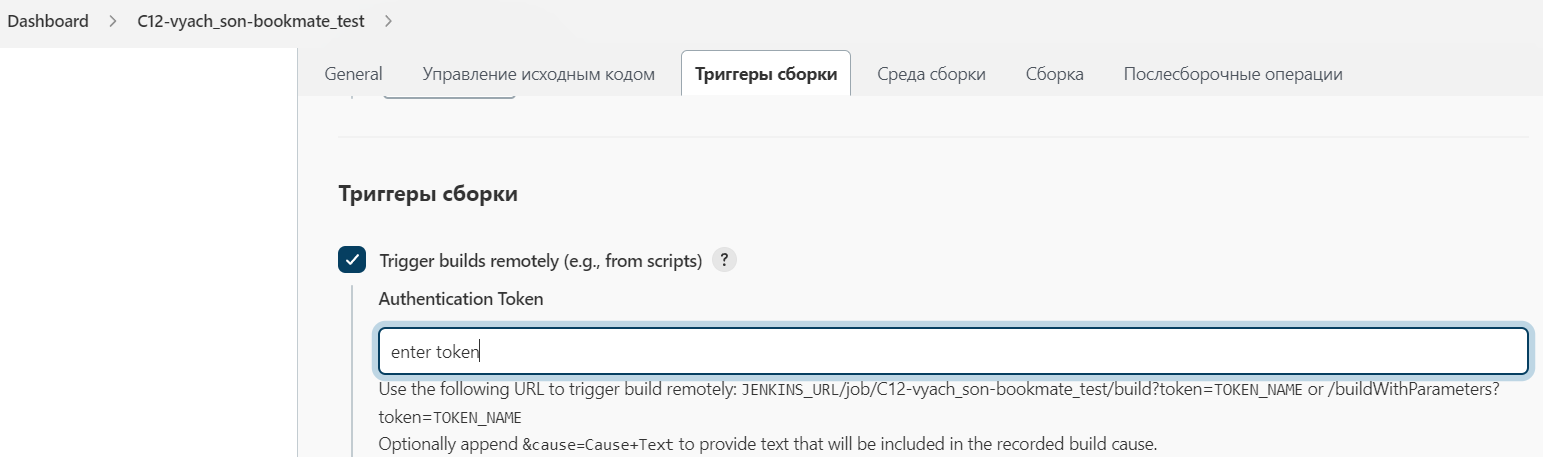 Dashboard > C12-vyach_son-bookmate_test >
General Управление исходным кодом Триггеры сборки Среда сборки Сборка Послесборочные операции
Триггеры сборки
Trigger builds remotely (e.g., from scripts) ?
Authentication Token
enter token
Use the following URL to trigger build remotely: JENKINS_URL/job/C12-vyach_son-bookmate_test/build?token=TOKEN_NAME or /buildWithParameters?
token=TOKEN_NAME
Optionally append &cause=Cause+Text to provide text that will be included in the recorded build cause.